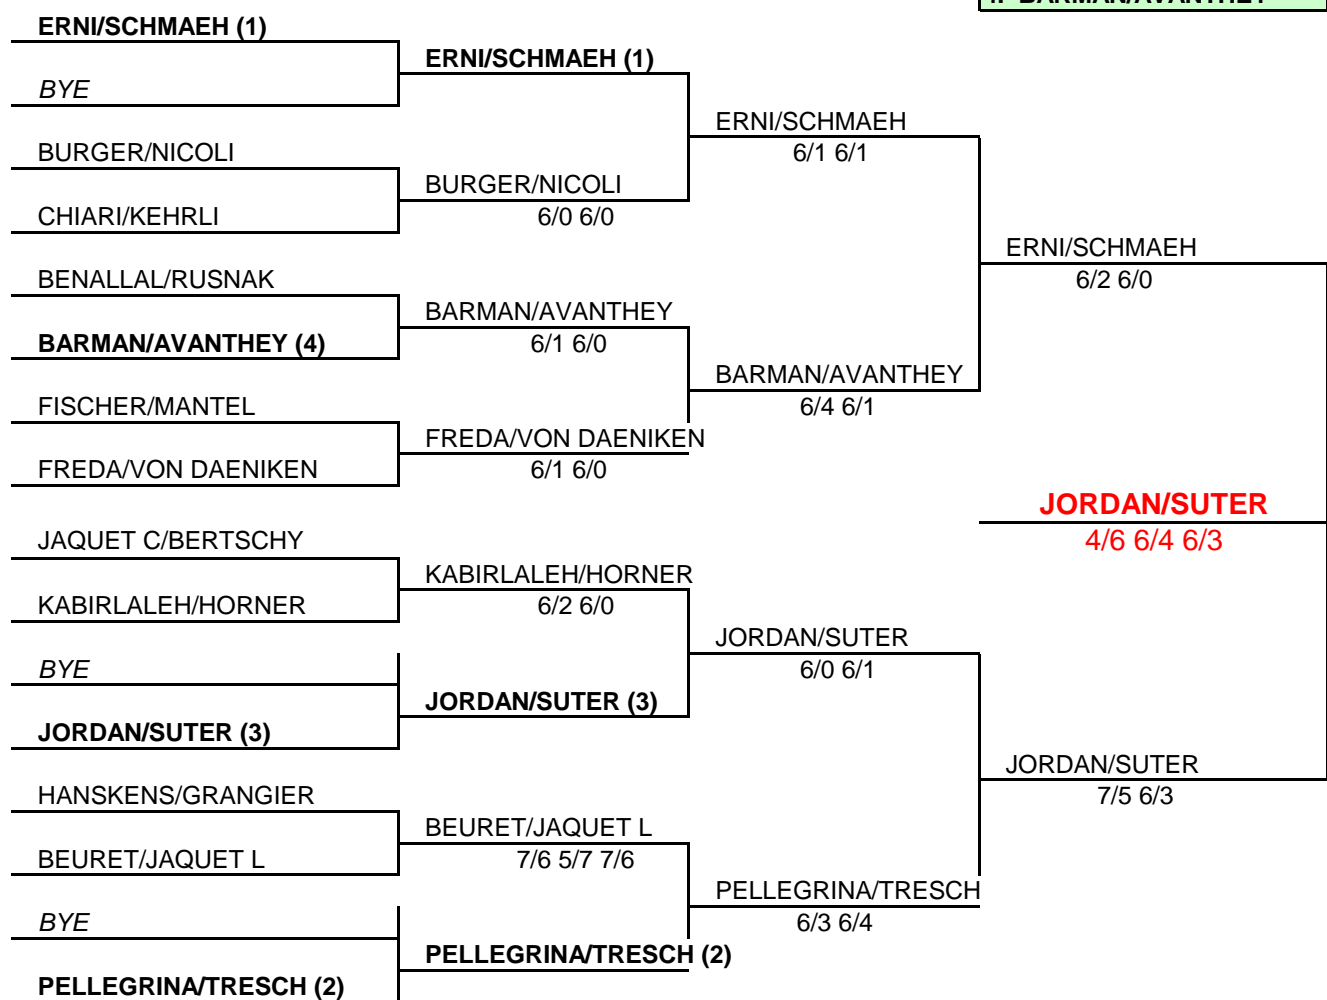 4. BARMAN/AVANTHEY
ERNI/SCHMAEH (1)
ERNI/SCHMAEH (1)
BYE
ERNI/SCHMAEH
6/1 6/1
BURGER/NICOLI
BURGER/NICOLI
6/0 6/0
CHIARI/KEHRLI
ERNI/SCHMAEH
6/2 6/0
BENALLAL/RUSNAK
BARMAN/AVANTHEY
6/1 6/0
BARMAN/AVANTHEY (4)
BARMAN/AVANTHEY
6/4 6/1
FISCHER/MANTEL
FREDA/VON DAENIKEN
6/1 6/0
FREDA/VON DAENIKEN
JORDAN/SUTER
4/6 6/4 6/3
JAQUET C/BERTSCHY
KABIRLALEH/HORNER
6/2 6/0
KABIRLALEH/HORNER
JORDAN/SUTER
6/0 6/1
BYE
JORDAN/SUTER (3)
JORDAN/SUTER (3)
JORDAN/SUTER
7/5 6/3
HANSKENS/GRANGIER
BEURET/JAQUET L
7/6 5/7 7/6
BEURET/JAQUET L
PELLEGRINA/TRESCH
6/3 6/4
BYE
PELLEGRINA/TRESCH (2)
PELLEGRINA/TRESCH (2)